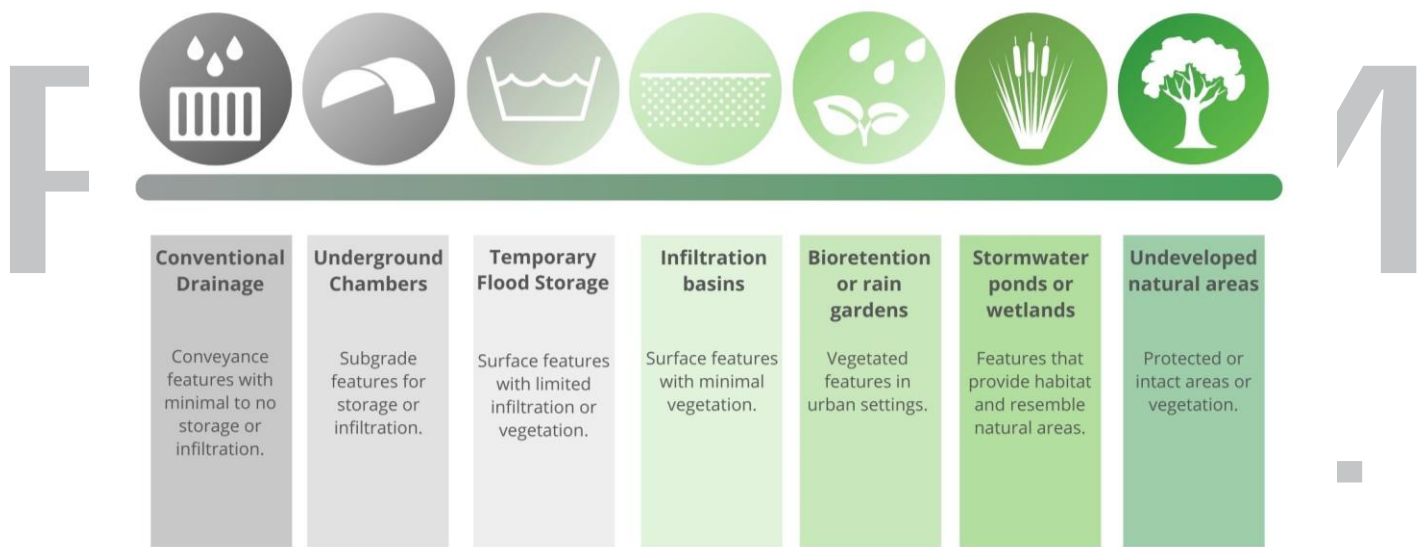 Conventional
Drainage
Conveyance
features with
minimal to no
storage or
infiltration.
Underground
Chambers
Subgrade
features for
storage or
infiltration.
Temporary
Flood Storage
Surface features
with limited
infiltration or
vegetation.
Infiltration
basins
Surface features
with minimal
vegetation.
Bioretention
or rain
gardens
Vegetated
features in
urban settings.
Stormwater
ponds or
wetlands
Features that
provide habitat
and resemble
natural areas.
Undeveloped
natural areas
Protected or
intact areas or
vegetation.